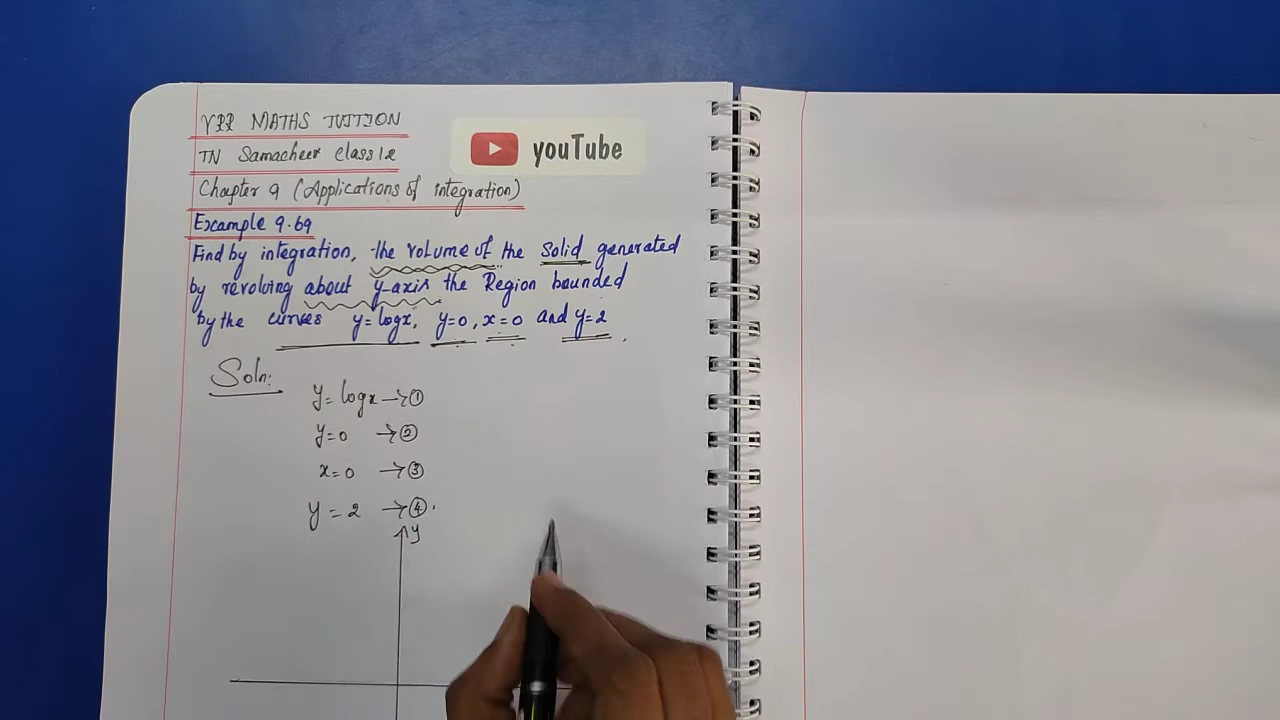 MATHS TUITION
youTube
TN Samacheer Class 12
Chapter 9 (Applications of integration)
Example 9.69
Find by integration, the volume of the Solid generated
by revolving about y-axis the Region bounded
by the curves y=logx, y=0, x=0 and y=2.
Soln:
y=logx →①
y=0 →②
x=0 →③
y=2 →④.
y